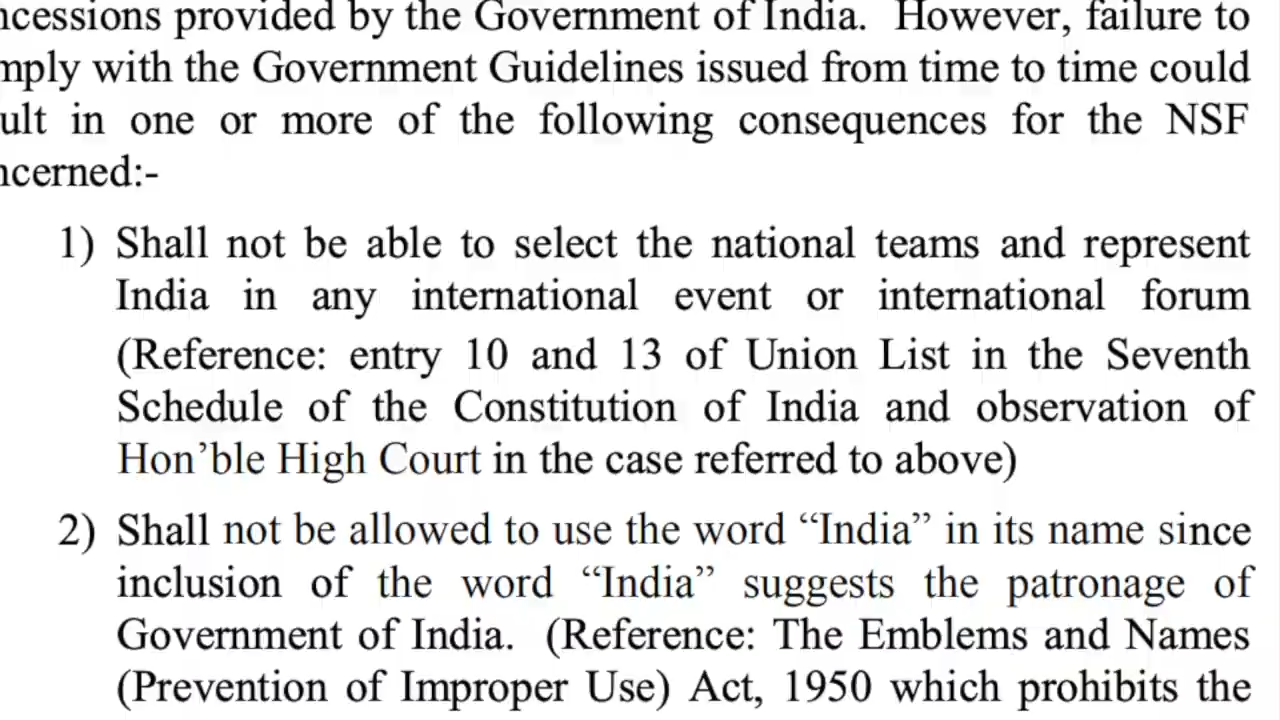 ncessions provided by the Government of India. However, failure to
mply with the Government Guidelines issued from time to time could
ult in one or more of the following consequences for the NSF
ncerned:-
1) Shall not be able to select the national teams and represent
India in any international event or international forum
(Reference: entry 10 and 13 of Union List in the Seventh
Schedule of the Constitution of India and observation of
Hon’ble High Court in the case referred to above)
2) Shall not be allowed to use the word “India” in its name since
inclusion of the word “India” suggests the patronage of
Government of India. (Reference: The Emblems and Names
(Prevention of Improper Use) Act, 1950 which prohibits the